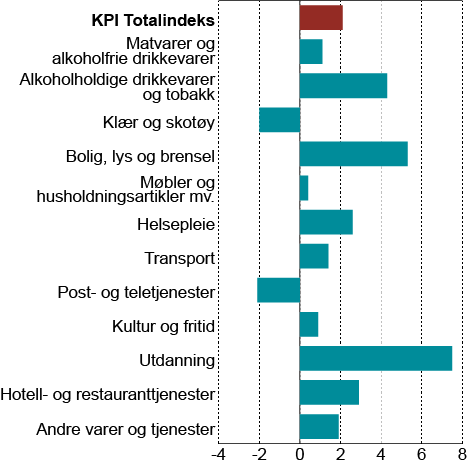 KPI Totalindeks
Matvarer og
alkoholfrie drikkevarer
Alkoholholdige drikkevarer
og tobakk
Klær og skotøy
Bolig, lys og brensel
Møbler og
husholdningsartikler mv.
Helsepleie
Transport
Post- og teletjenester
Kultur og fritid
Utdanning
Hotell- og restauranttjenester
Andre varer og tjenester
-4 -2 0 2 4 6 8